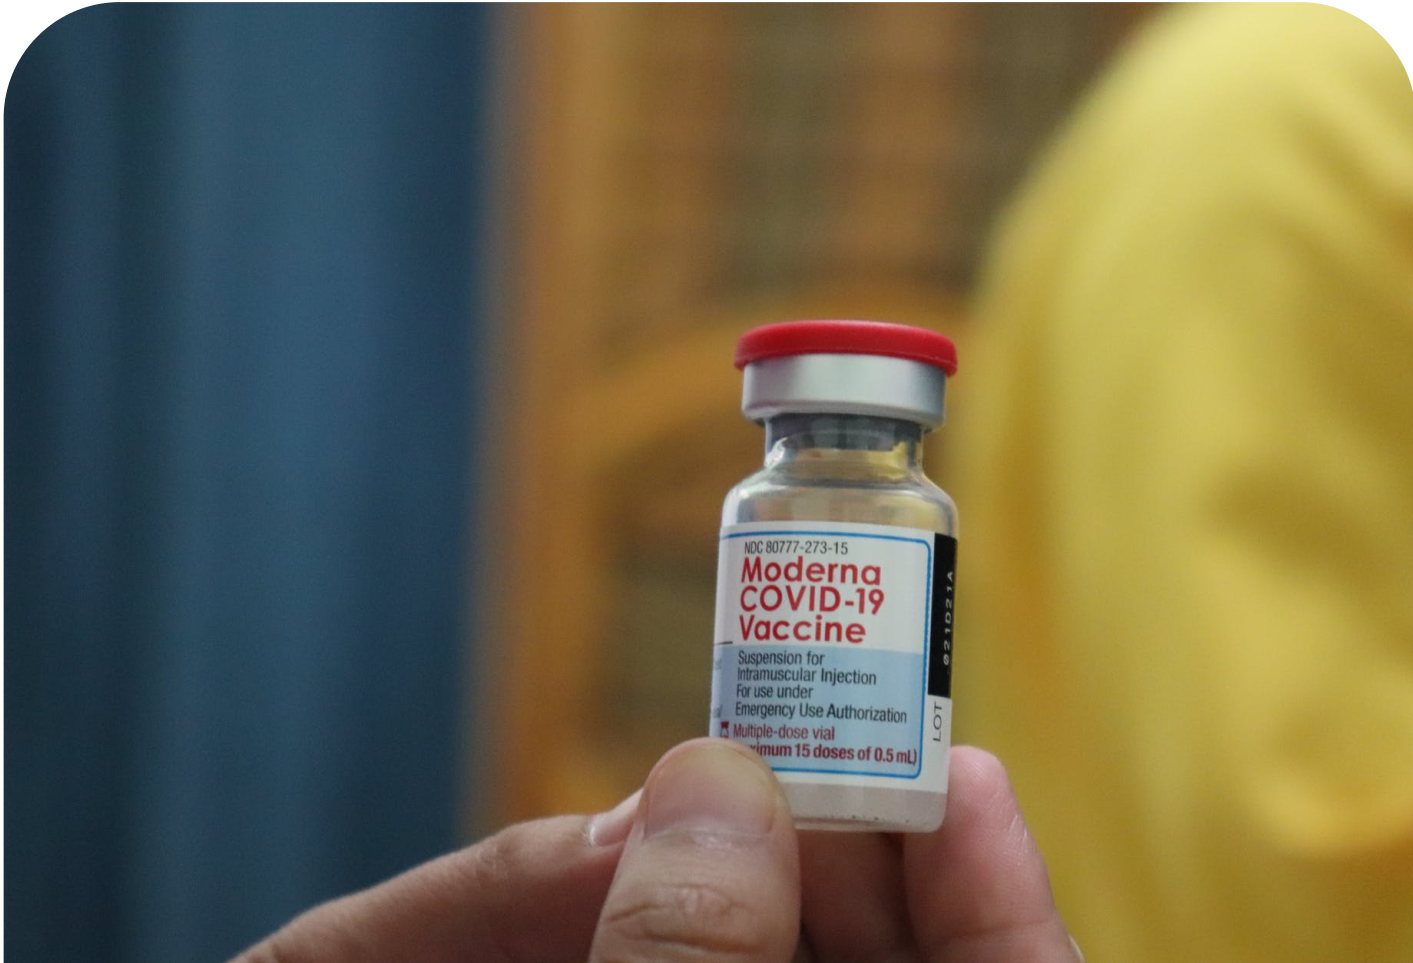 NDC 80777-273-15
Moderna
COVID-19
Vaccine
Suspension for
Intramuscular Injection
For use under
Emergency Use Authorization
Multiple-dose vial
15 doses of 0.5 mL)
LOT
021D21A